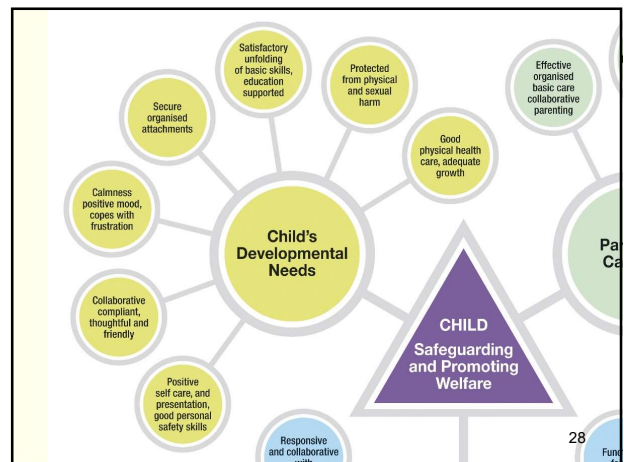 Satisfactory
unfolding
of basic skills,
education
supported
Protected
from physical
and sexual
harm
Effective
organised
basic care
collaborative
parenting
Secure
organised
attachments
Good
physical health
care, adequate
growth
Calmness
positive mood,
copes with
frustration
Child's
Developmental
Needs
Collaborative
compliant,
thoughtful and
friendly
CHILD
Safeguarding
and Promoting
Welfare
Positive
self care, and
presentation,
good personal
safety skills
Responsive
and collaborative
with
28